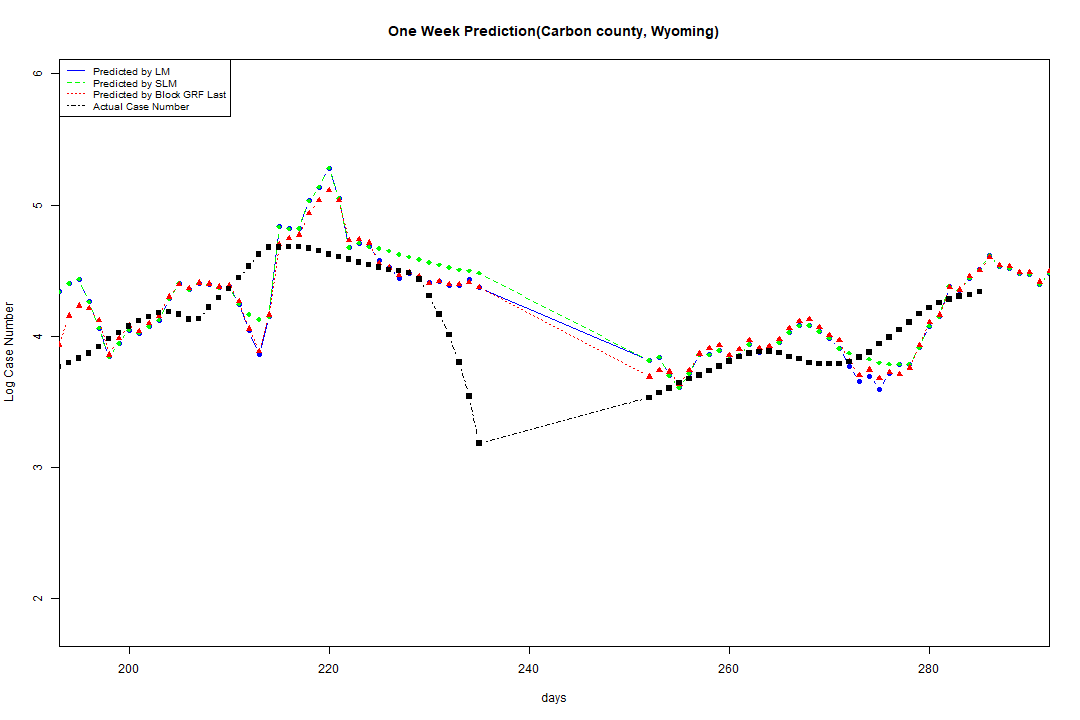 One Week Prediction(Carbon county, Wyoming)
Predicted by LM
Predicted by SLM
Predicted by Block GRF Last
Actual Case Number
Log Case Number
6
5
4
3
2
200 220 240 260 280
days